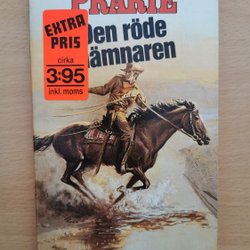 PRÄRIE
EXTRA
PRIS
cirka
3:95
inkl. moms
Den röde
hämnaren